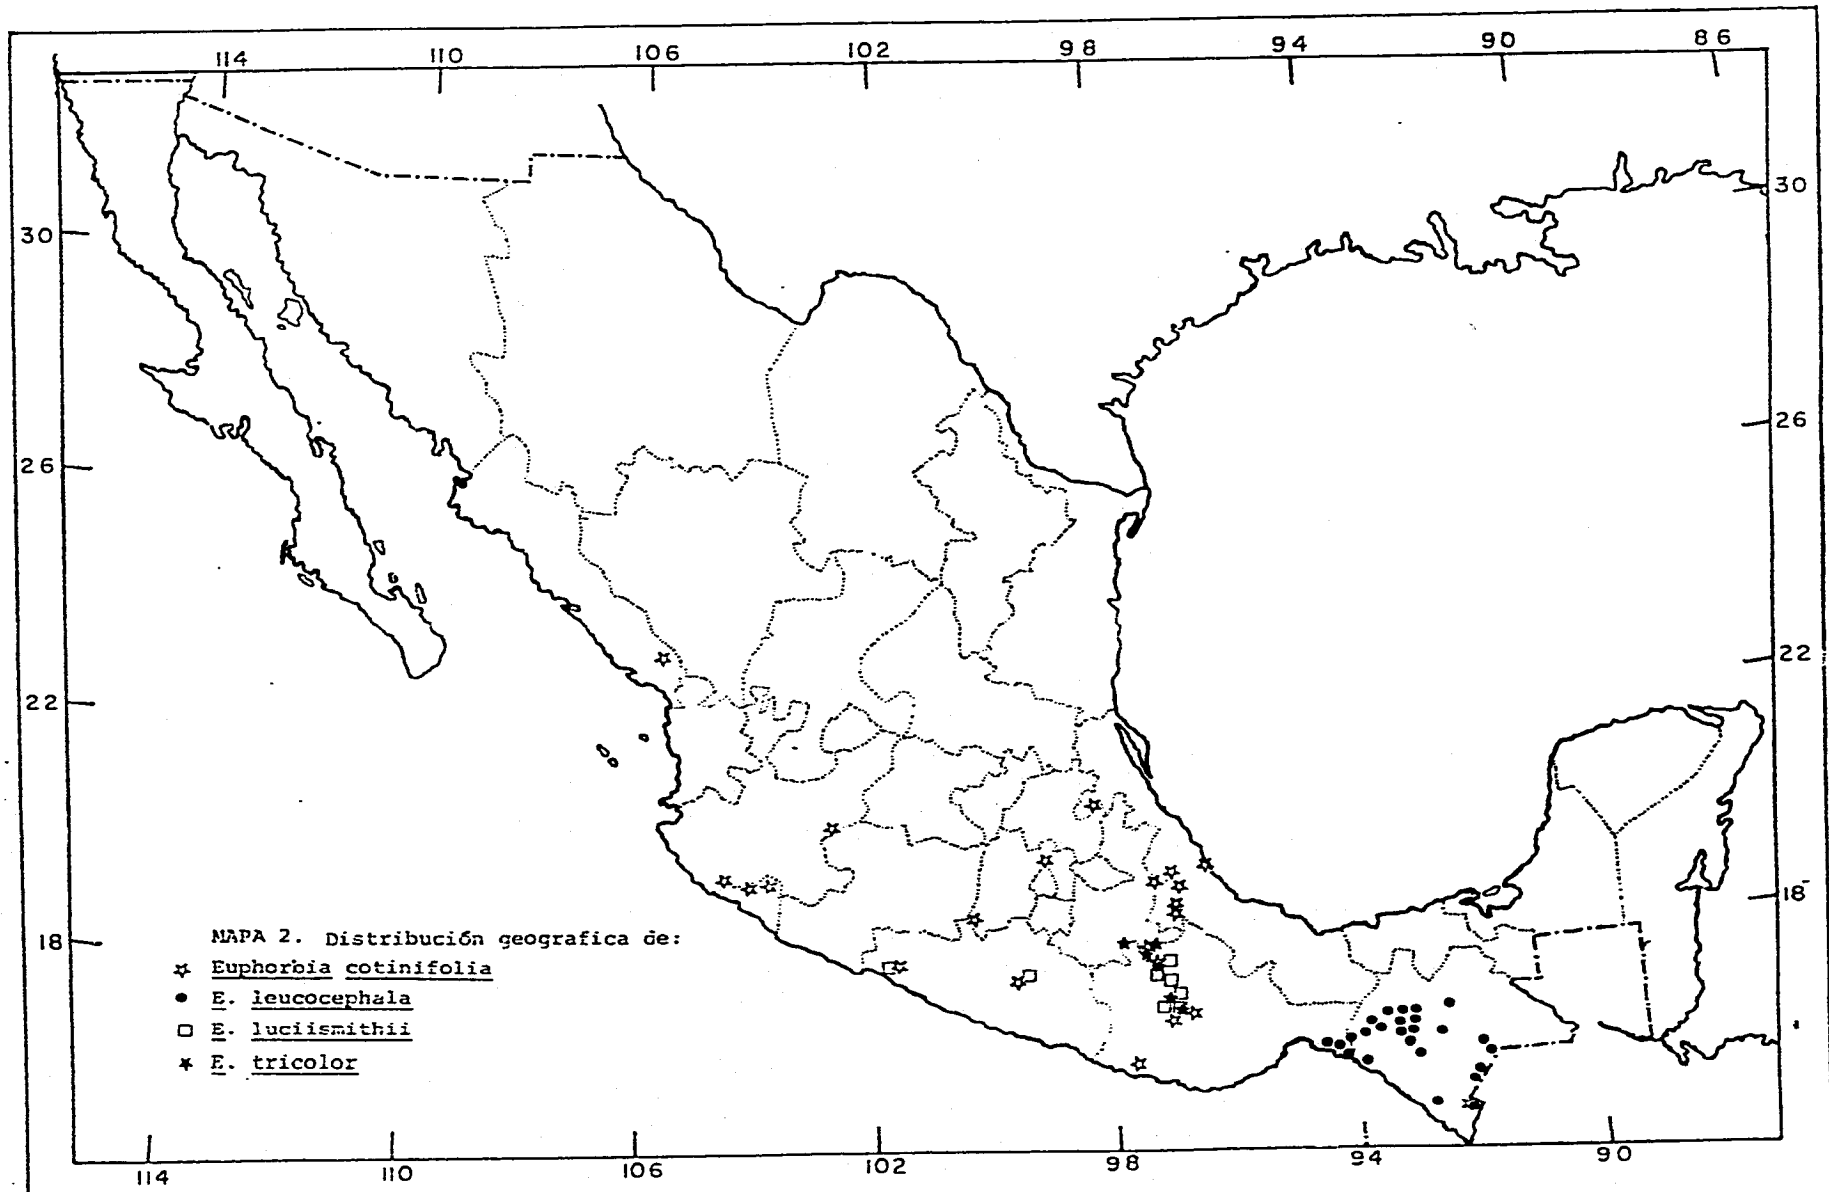 114 110 106 102 98 94 90 86
30 30
26 26
22 22
18 18
MAPA 2. Distribución geografica de:
Euphorbia cotinifolia
E. leucocephala
E. luciismithii
E. tricolor
114 110 106 102 98 94 90